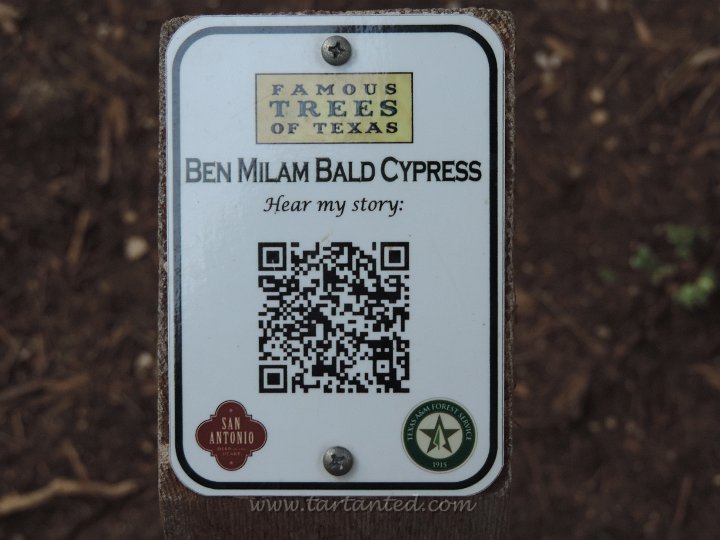 FAMOUS
TREES
OF TEXAS
BEN MILAM BALD CYPRESS
Hear my story:
SAN
ANTONIO
TEXAS A&M FOREST SERVICE
1915
www.tartanted.com